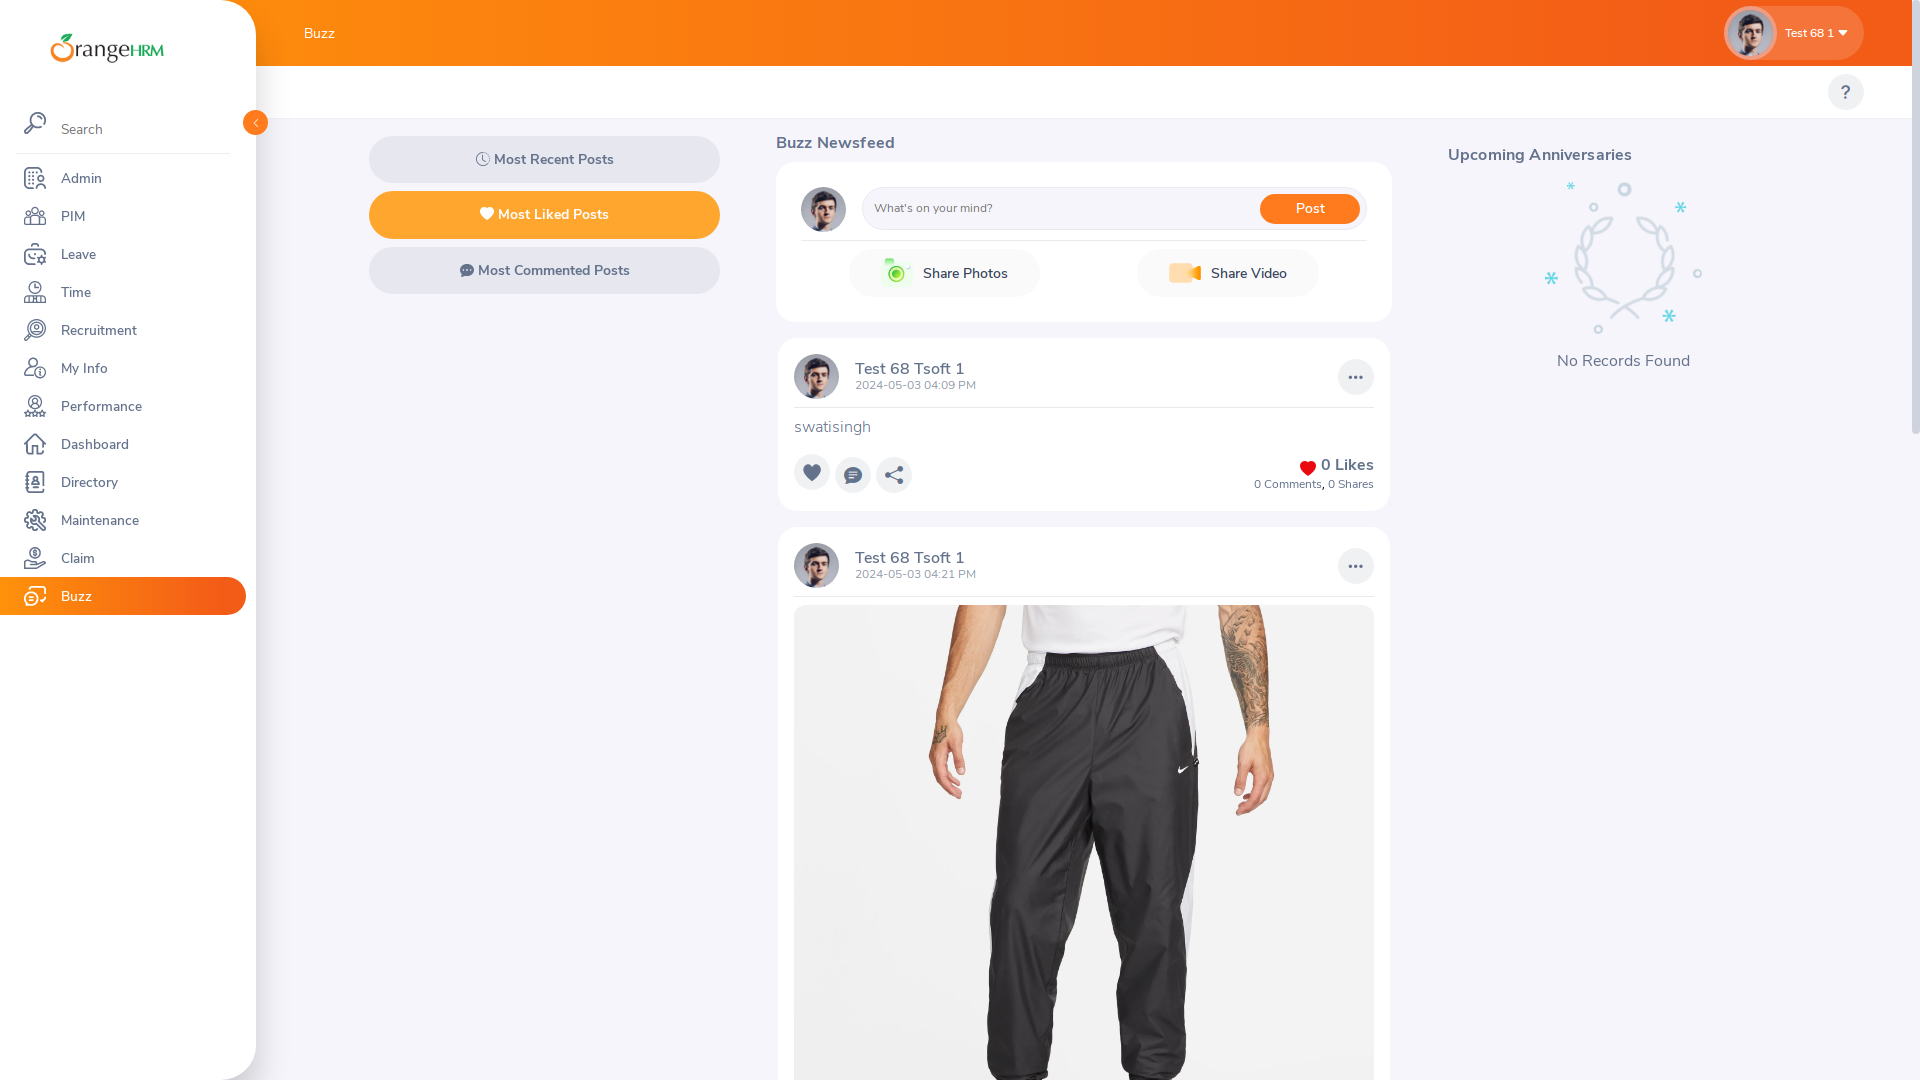 OrangeHRM
Search
Admin
PIM
Leave
Time
Recruitment
My Info
Performance
Dashboard
Directory
Maintenance
Claim
Buzz
Buzz
Test 68 1
?
Most Recent Posts
Most Liked Posts
Most Commented Posts
Buzz Newsfeed
What's on your mind?
Post
Share Photos
Share Video
Test 68 Tsoft 1
2024-05-03 04:09 PM
swatisingh
0 Likes
0 Comments, 0 Shares
Test 68 Tsoft 1
2024-05-03 04:21 PM
Upcoming Anniversaries
No Records Found